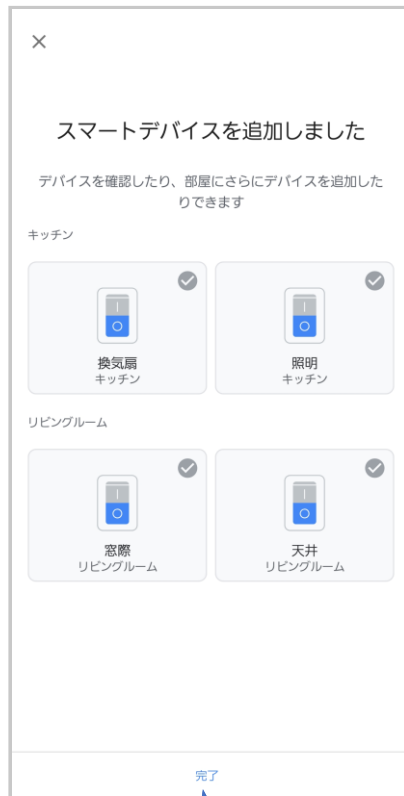 スマートデバイスを追加しました
デバイスを確認したり、部屋にさらにデバイスを追加した
りできます
キッチン
換気扇
キッチン
照明
キッチン
リビングルーム
窓際
リビングルーム
天井
リビングルーム
完了